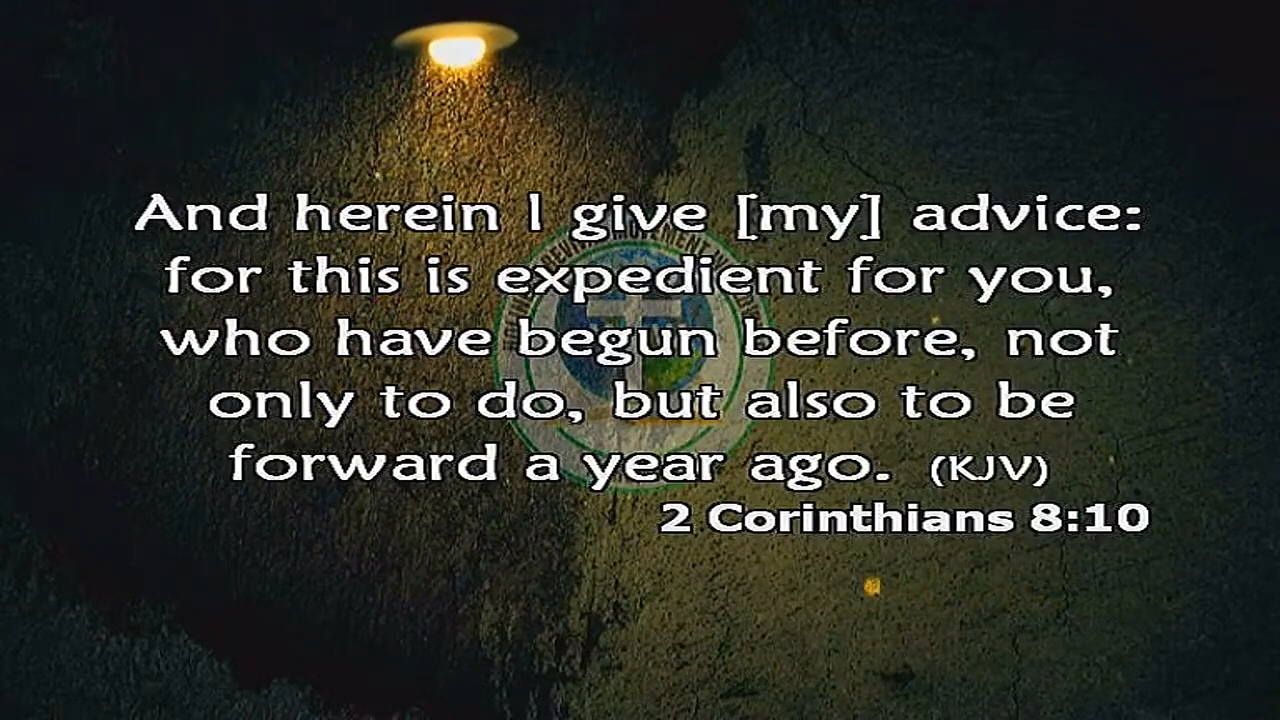 And herein I give [my] advice:
for this is expedient for you,
who have begun before, not
only to do, but also to be
forward a year ago. (KJV)
2 Corinthians 8:10